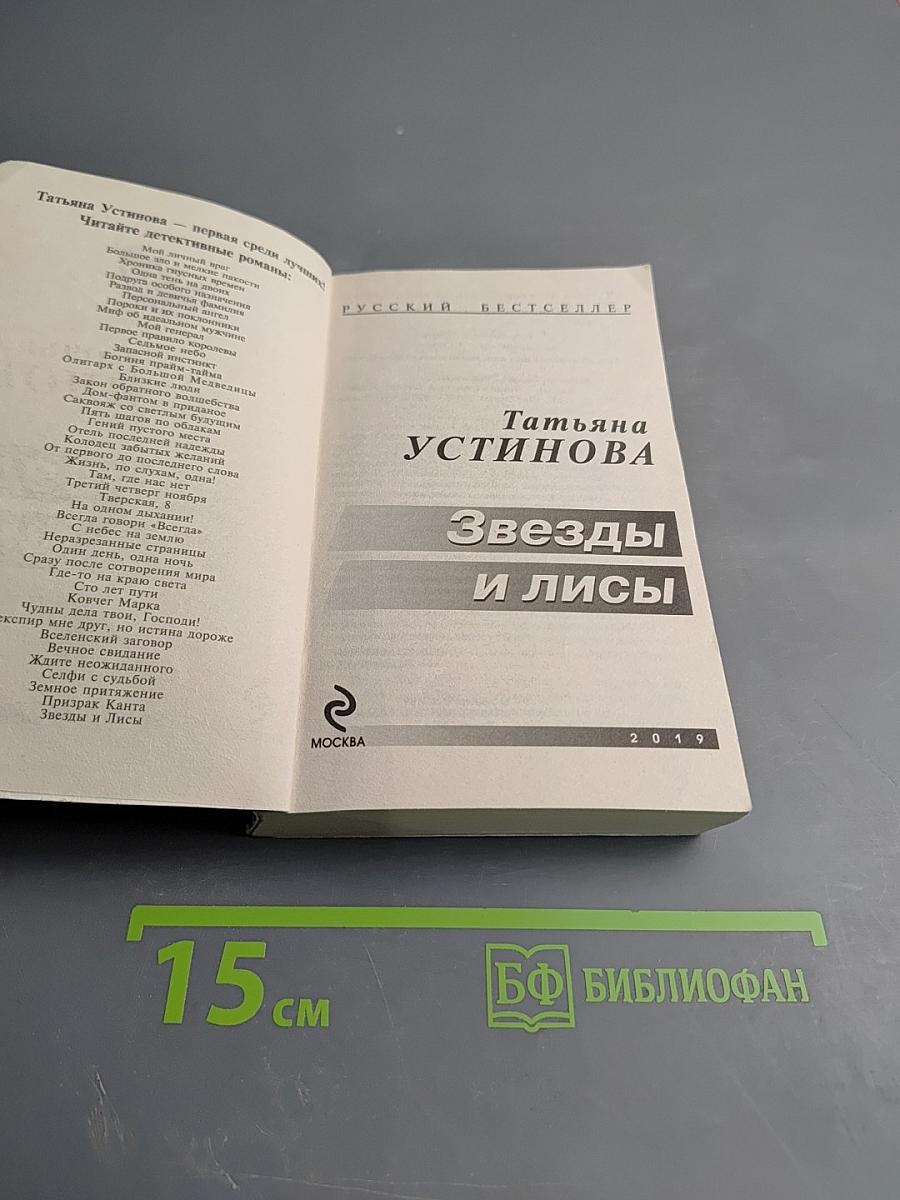 Татьяна Устинова — первая среди лучших!
Читайте детективные романы:
Мой личный враг
Большое зло и мелкие пакости
Хроника гнусных времен
Одна тень на двоих
Подруга особого назначения
Развод и девичья фамилия
Персональный ангел
Пороки и их поклонники
Миф об идеальном мужчине
Мой генерал
Первое правило королевы
Седьмое небо
Запасной инстинкт
Богиня прайм-тайма
Олигарх с Большой Медведицы
Близкие люди
Закон обратного волшебства
Дом-фантом в приданое
Саквояж со светлым будущим
Пять шагов по облакам
Гений пустого места
Отель последней надежды
Колодец забытых желаний
От первого до последнего слова
Жизнь, по слухам, одна!
Там, где нас нет
Третий четверг ноября
Тверская, 8
На одном дыхании!
Всегда говори «Всегда»
С небес на землю
Неразрезанные страницы
Один день, одна ночь
Сразу после сотворения мира
Где-то на краю света
Сто лет пути
Ковчег Марка
Чудны дела твои, Господи!
експир мне друг, но истина дороже
Вселенский заговор
Вечное свидание
Ждите неожиданного
Селфи с судьбой
Земное притяжение
Призрак Канта
Звезды и Лисы
РУССКИЙ БЕСТСЕЛЛЕР
Татьяна
УСТИНОВА
Звезды
и лисы
МОСКВА
2019
15 см
БФ БИБЛИОФАН